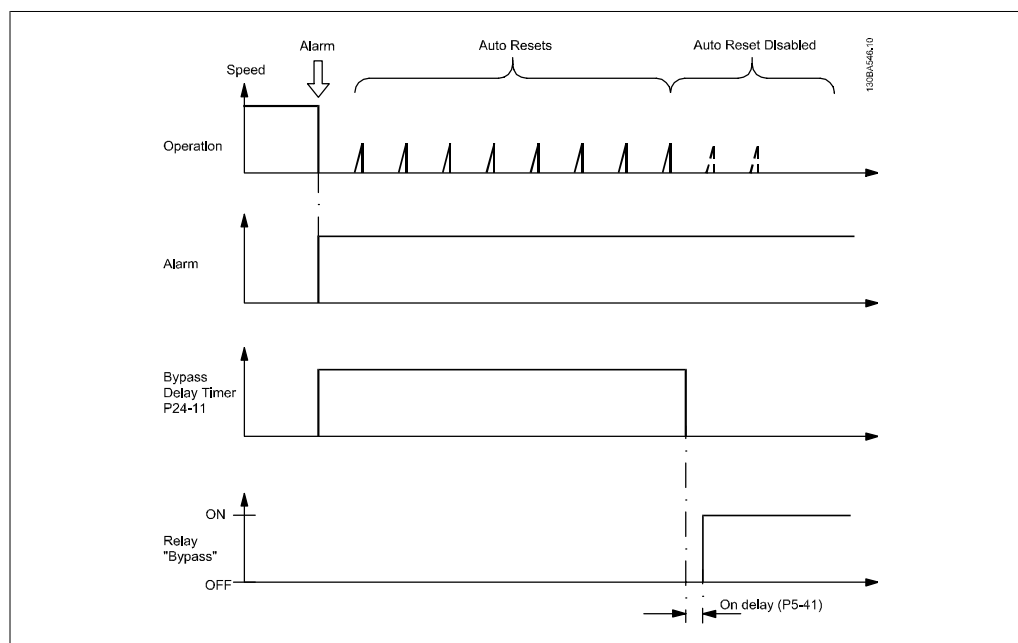 Alarm
Auto Resets
Auto Reset Disabled
130BA546.10
Speed
Operation
Alarm
Bypass
Delay Timer
P24-11
ON
Relay
"Bypass"
OFF
On delay (P5-41)